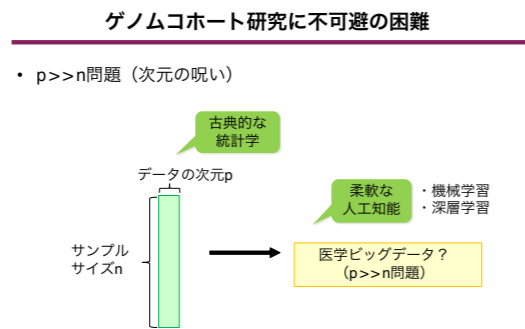 ゲノムコホート研究に不可避の困難
• p>>n問題（次元の呪い）
古典的な
統計学
データの次元p
サンプル
サイズn
柔軟な
人工知能
・機械学習
・深層学習
医学ビッグデータ？
（p>>n問題）